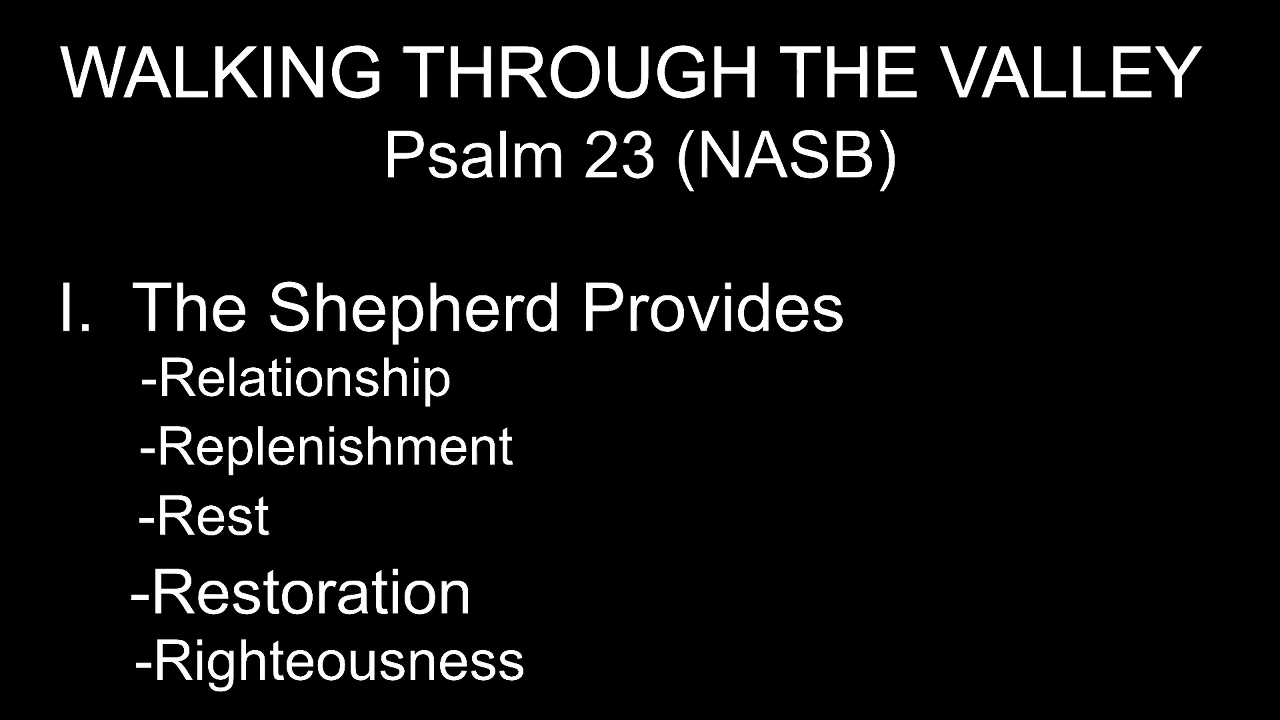 WALKING THROUGH THE VALLEY
Psalm 23 (NASB)
I. The Shepherd Provides
-Relationship
-Replenishment
-Rest
-Restoration
-Righteousness